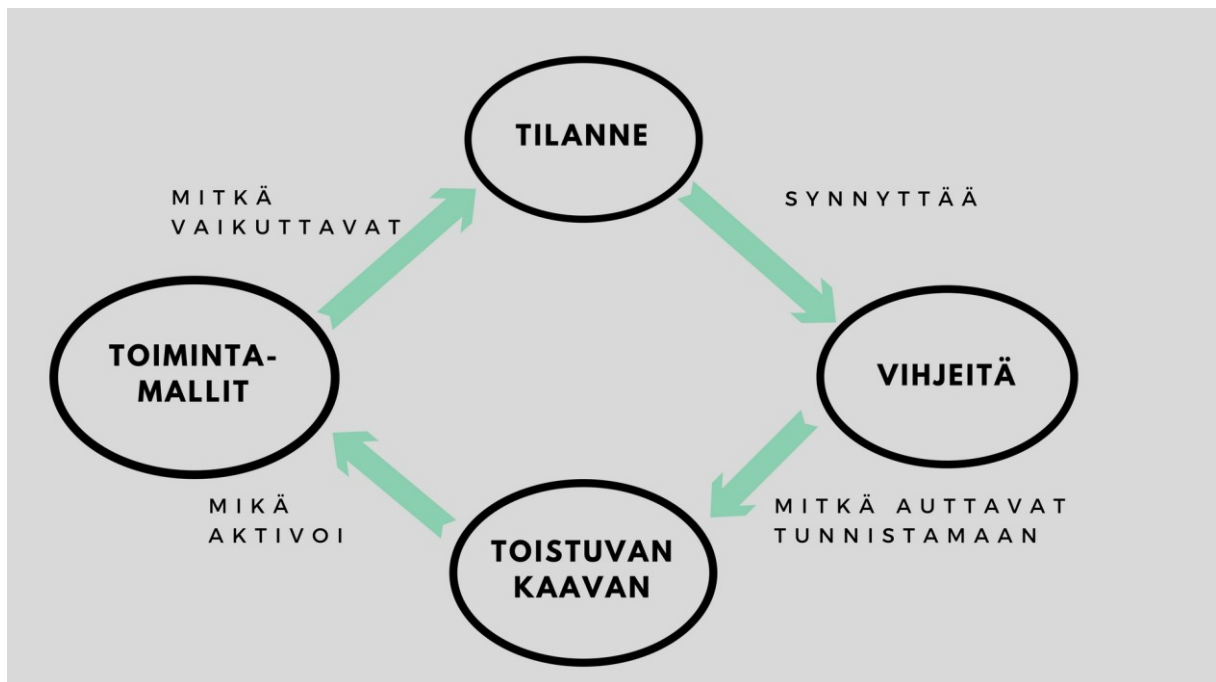 TILANNE
SYNNYTTÄÄ
VIHJEITÄ
MITKÄ AUTTAVAT
TUNNISTAMAAN
TOISTUVAN
KAAVAN
MIKÄ
AKTIVOI
TOIMINTA-
MALLIT
MITKÄ
VAIKUTTAVAT